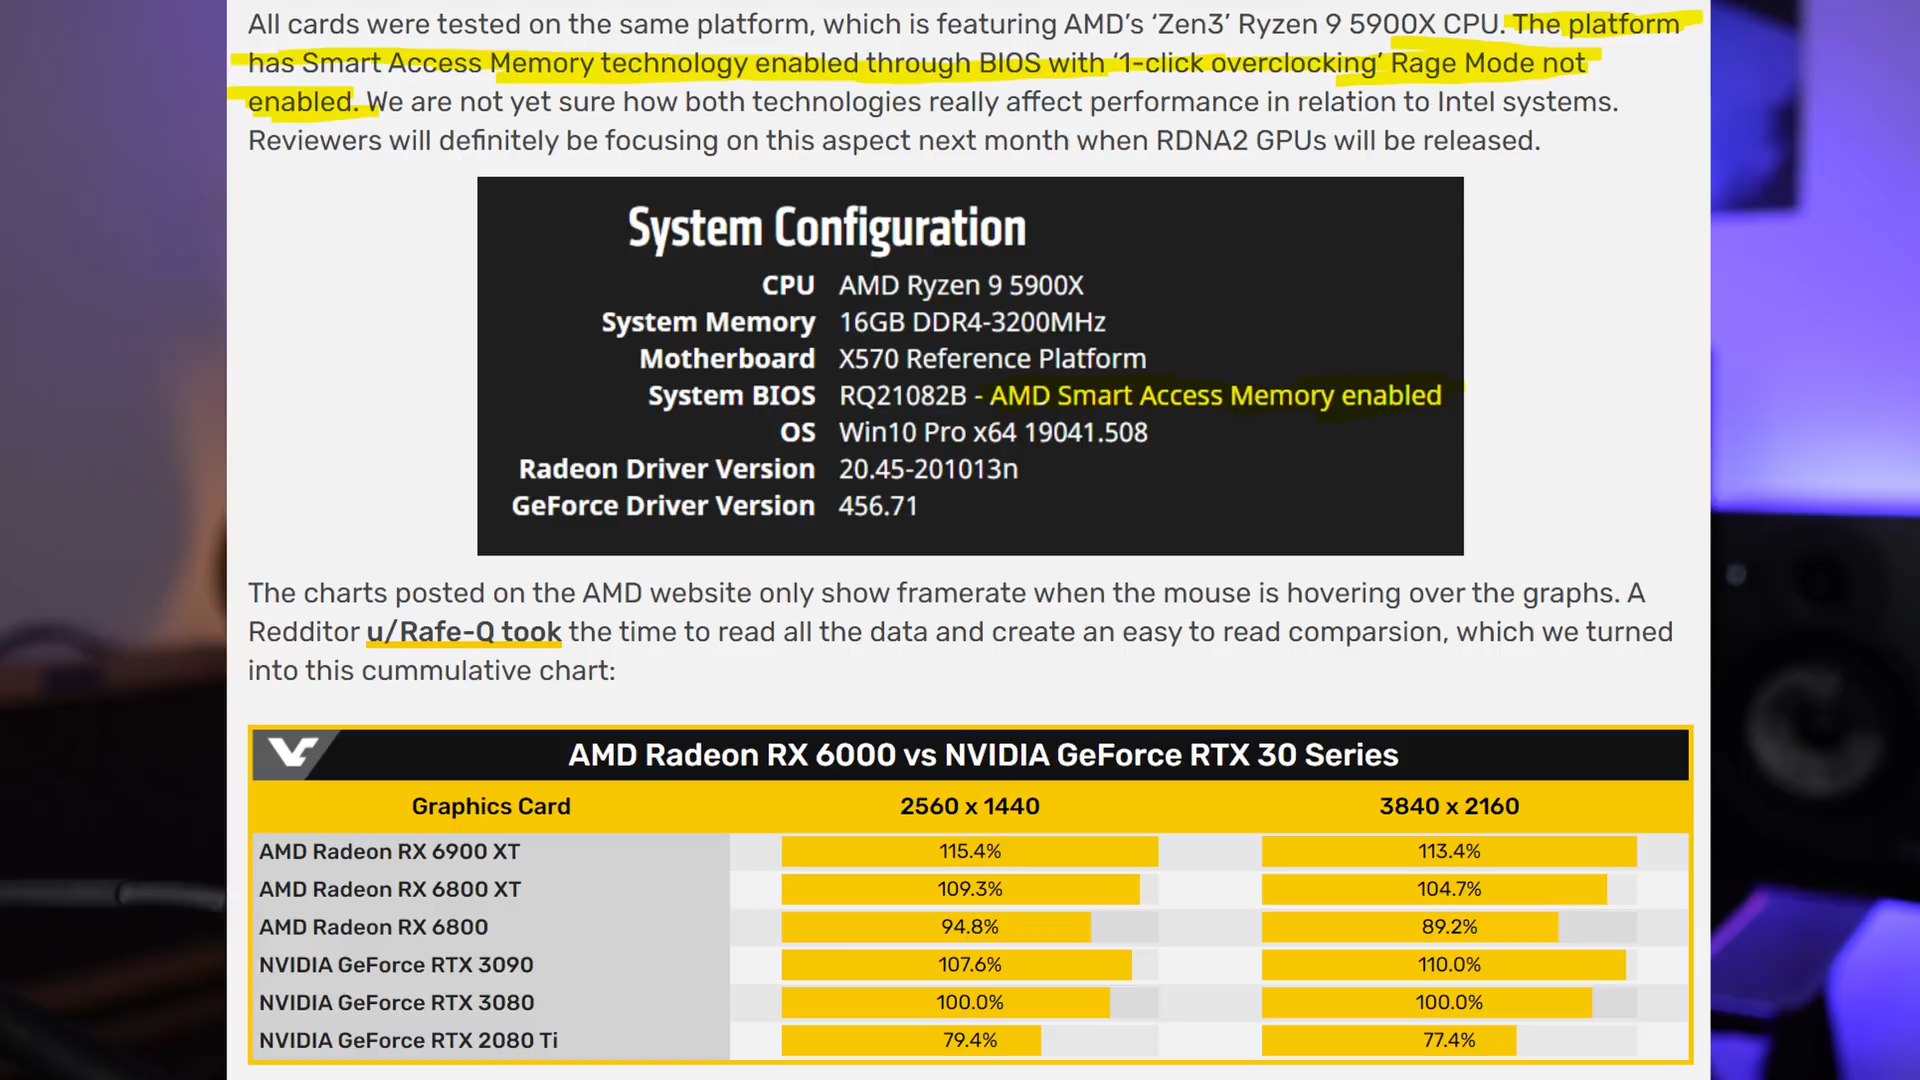 All cards were tested on the same platform, which is featuring AMD's ‘Zen3’ Ryzen 9 5900X CPU. The platform
has Smart Access Memory technology enabled through BIOS with ‘1-click overclocking’ Rage Mode not
enabled. We are not yet sure how both technologies really affect performance in relation to Intel systems.
Reviewers will definitely be focusing on this aspect next month when RDNA2 GPUs will be released.
System Configuration
CPU AMD Ryzen 9 5900X
System Memory 16GB DDR4-3200MHz
Motherboard X570 Reference Platform
System BIOS RQ21082B - AMD Smart Access Memory enabled
OS Win10 Pro x64 19041.508
Radeon Driver Version 20.45-201013n
GeForce Driver Version 456.71
The charts posted on the AMD website only show framerate when the mouse is hovering over the graphs. A
Redditor u/Rafe-Q took the time to read all the data and create an easy to read comparsion, which we turned
into this cummulative chart:
AMD Radeon RX 6000 vs NVIDIA GeForce RTX 30 Series
Graphics Card 2560 x 1440 3840 x 2160
AMD Radeon RX 6900 XT 115.4% 113.4%
AMD Radeon RX 6800 XT 109.3% 104.7%
AMD Radeon RX 6800 94.8% 89.2%
NVIDIA GeForce RTX 3090 107.6% 110.0%
NVIDIA GeForce RTX 3080 100.0% 100.0%
NVIDIA GeForce RTX 2080 Ti 79.4% 77.4%